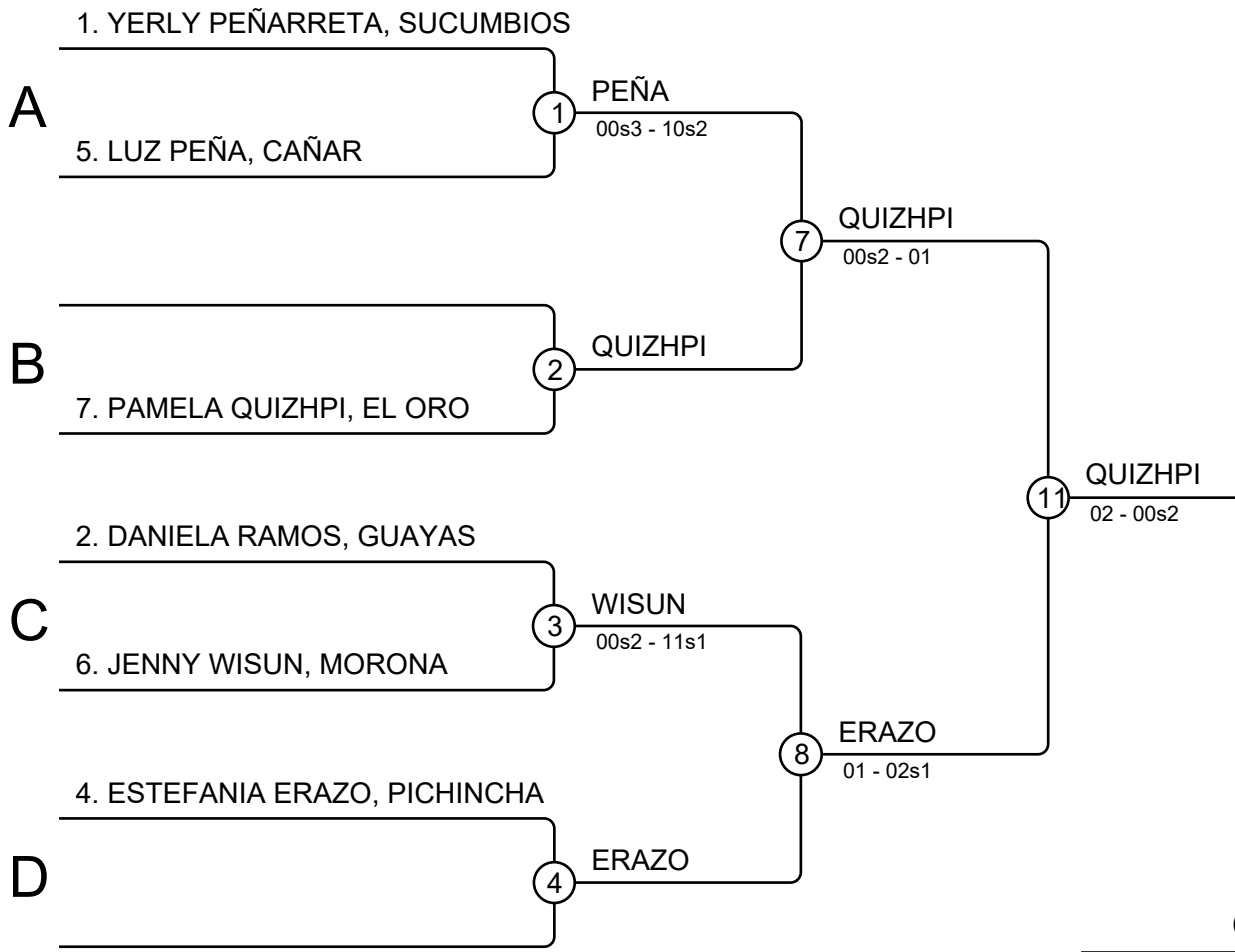 1. YERLY PEÑARRETA, SUCUMBIOS
A
1
PEÑA
00s3 - 10s2
5. LUZ PEÑA, CAÑAR
7
QUIZHPI
00s2 - 01
B
2
QUIZHPI
7. PAMELA QUIZHPI, EL ORO
11
QUIZHPI
02 - 00s2
2. DANIELA RAMOS, GUAYAS
C
3
WISUN
00s2 - 11s1
6. JENNY WISUN, MORONA
8
ERAZO
01 - 02s1
4. ESTEFANIA ERAZO, PICHINCHA
D
4
ERAZO